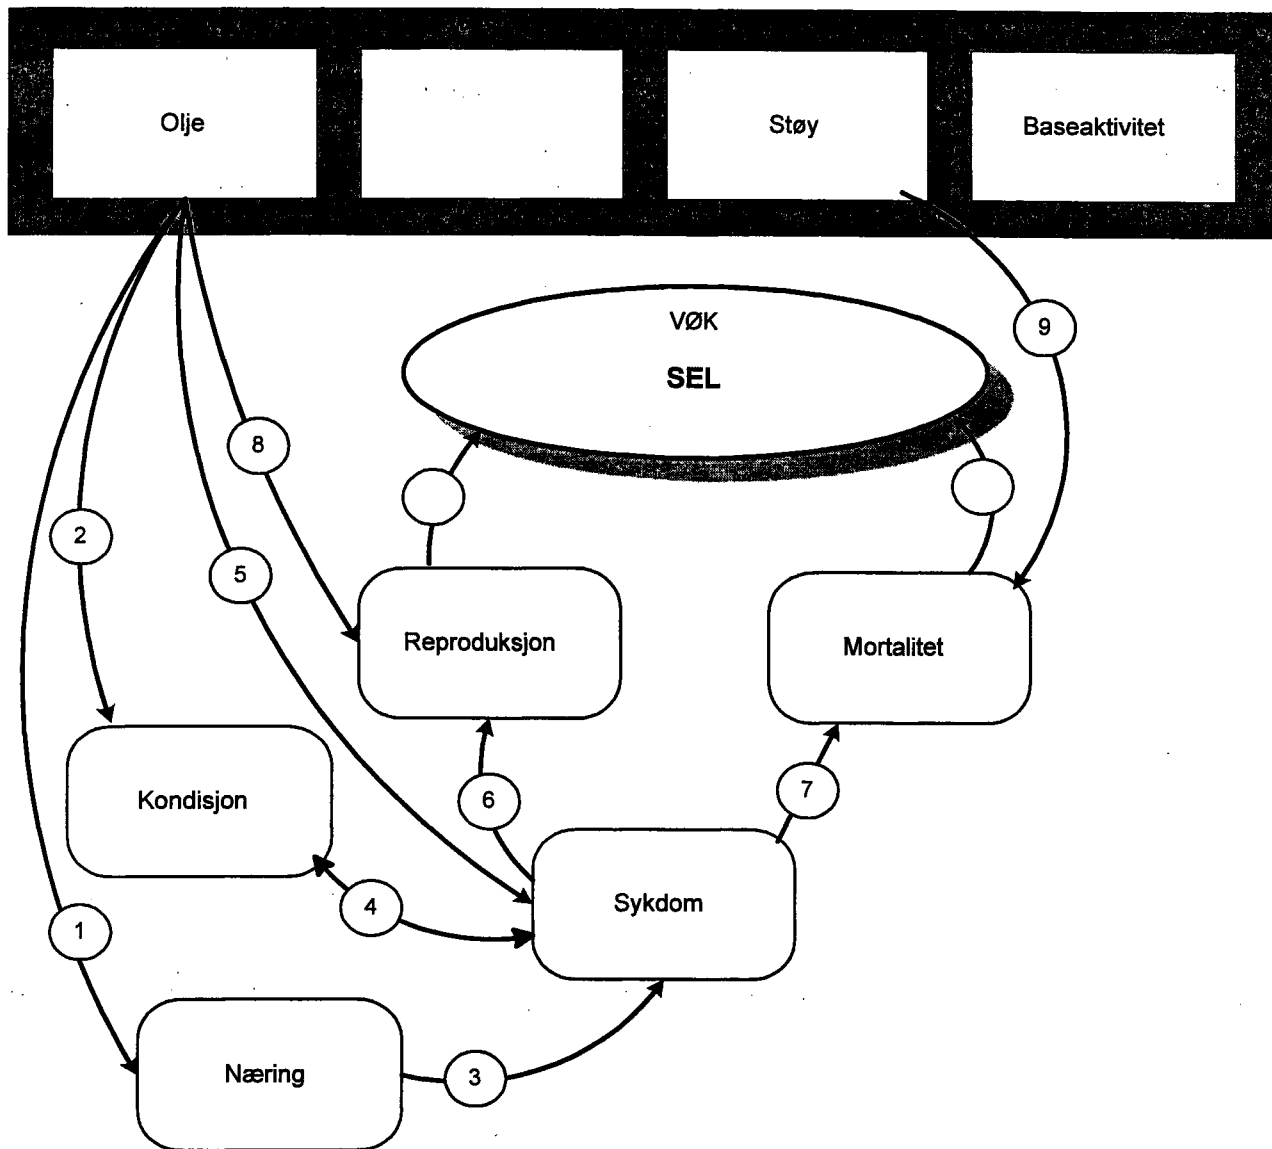 Olje
Støy
Baseaktivitet
VØK
SEL
9
8
2
5
Reproduksjon
Mortalitet
Kondisjon
6
7
4
Sykdom
1
Næring
3